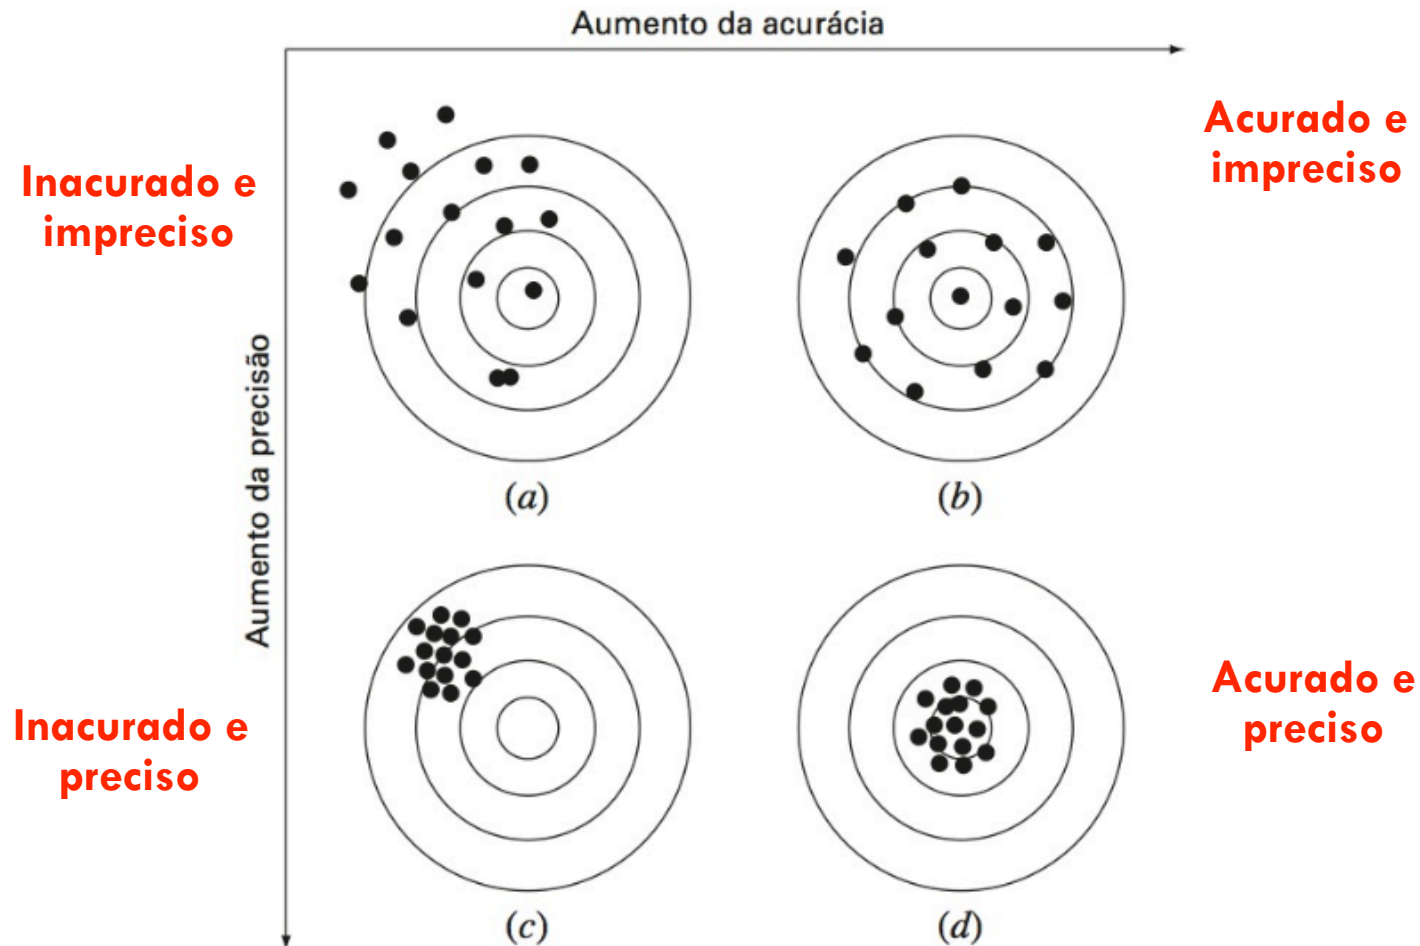 Aumento da acurácia
Acurado e
impreciso
Inacurado e
impreciso
Aumento da precisão
(a)
(b)
Inacurado e
preciso
Acurado e
preciso
(c)
(d)